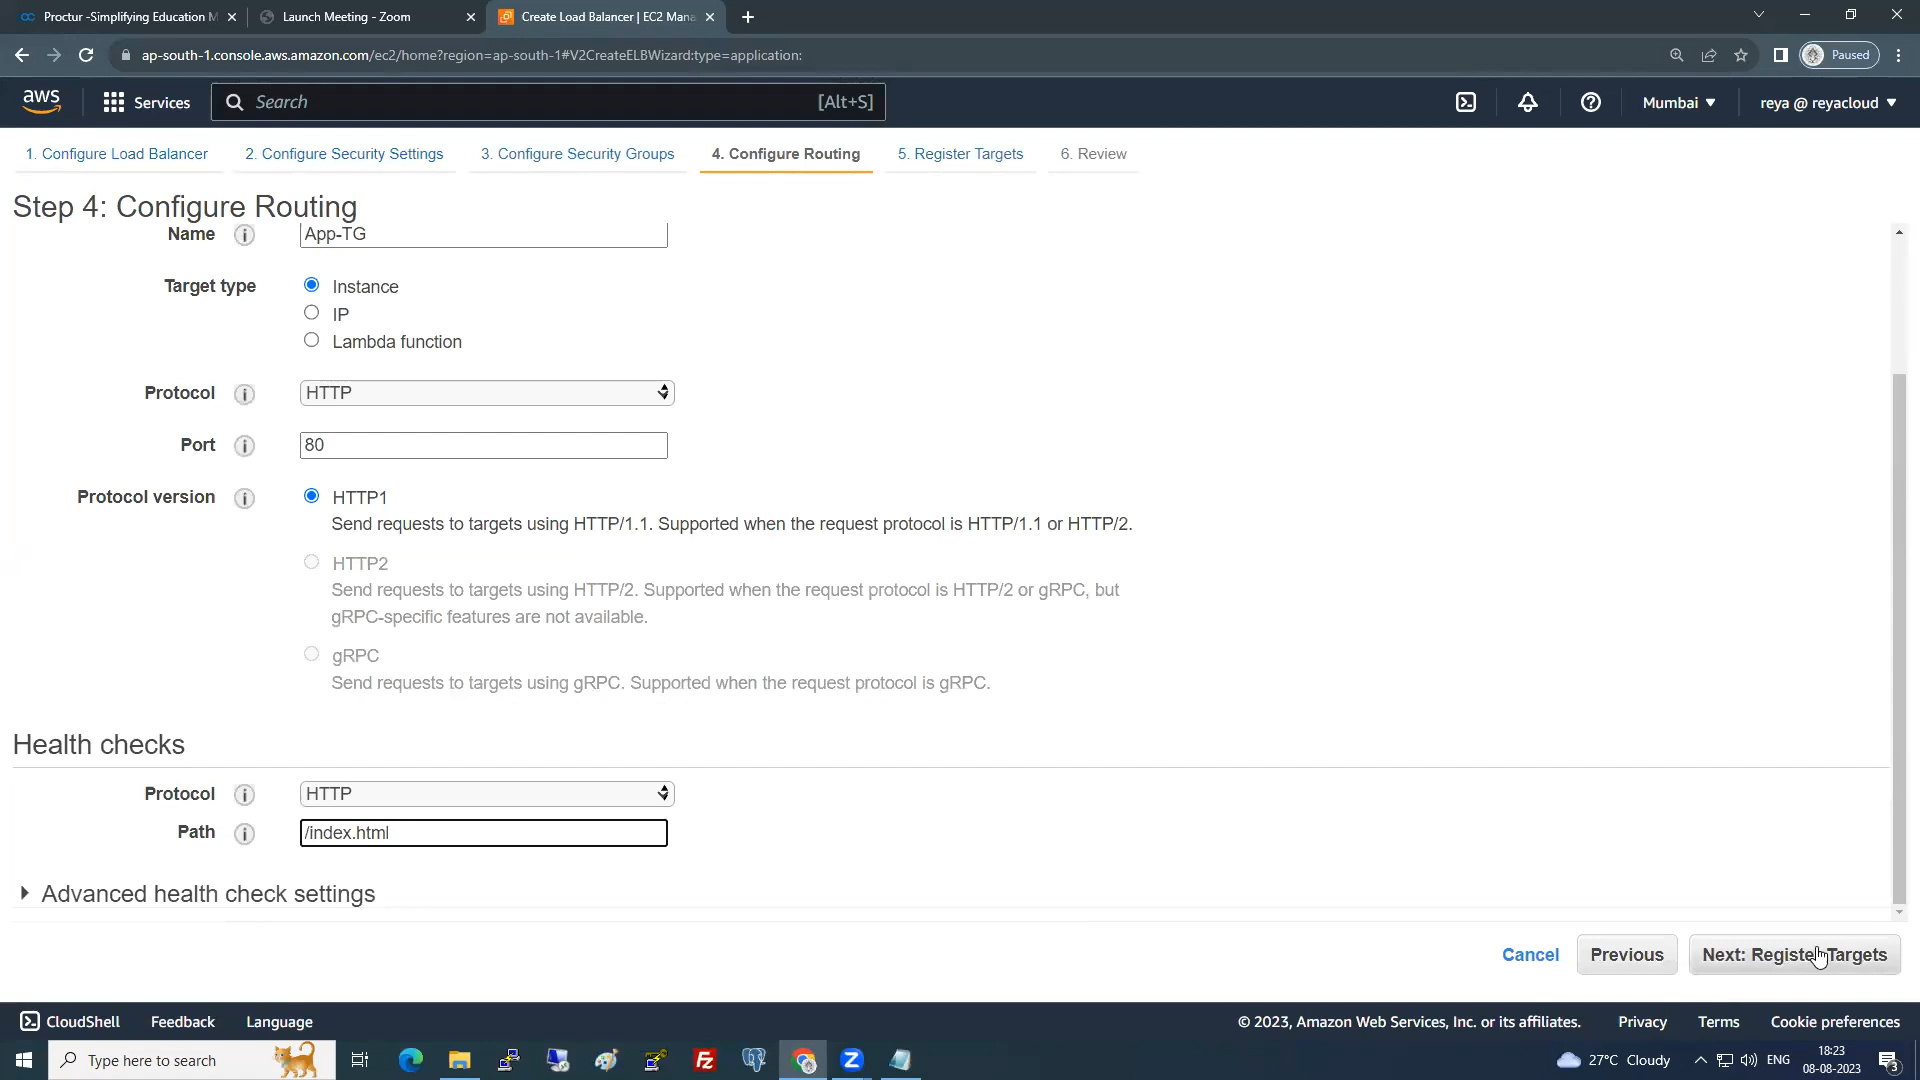 Proctur -Simplifying Education M
Launch Meeting - Zoom
Create Load Balancer | EC2 Mana
ap-south-1.console.aws.amazon.com/ec2/home?region=ap-south-1#V2CreateELBWizard:type=application:
Paused
aws
Services
Search
[Alt+S]
Mumbai
reya @ reyacloud
1. Configure Load Balancer
2. Configure Security Settings
3. Configure Security Groups
4. Configure Routing
5. Register Targets
6. Review
Step 4: Configure Routing
Name
App-TG
Target type
Instance
IP
Lambda function
Protocol
HTTP
Port
80
Protocol version
HTTP1
Send requests to targets using HTTP/1.1. Supported when the request protocol is HTTP/1.1 or HTTP/2.
HTTP2
Send requests to targets using HTTP/2. Supported when the request protocol is HTTP/2 or gRPC, but
gRPC-specific features are not available.
gRPC
Send requests to targets using gRPC. Supported when the request protocol is gRPC.
Health checks
Protocol
HTTP
Path
/index.html
Advanced health check settings
Cancel
Previous
Next: Register Targets
CloudShell
Feedback
Language
© 2023, Amazon Web Services, Inc. or its affiliates.
Privacy
Terms
Cookie preferences
Type here to search
27°C Cloudy
ENG
18:23
08-08-2023
3